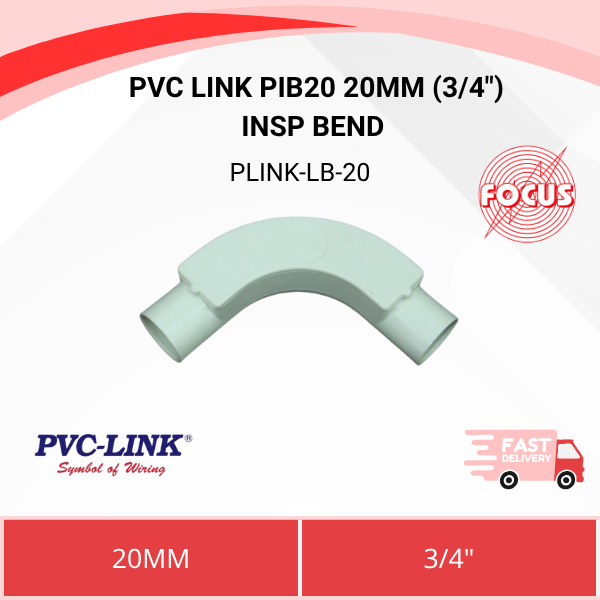 PVC LINK PIB20 20MM (3/4")
INSP BEND
PLINK-LB-20
FOCUS
PVC-LINK®
Symbol of Wiring
FAST
DELIVERY
20MM
3/4"